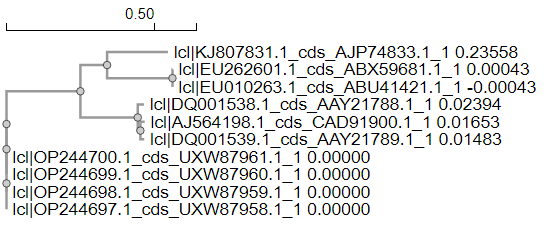 0.50
lcl|KJ807831.1_cds_AJP74833.1_1 0.23558
lcl|EU262601.1_cds_ABX59681.1_1 0.00043
lcl|EU010263.1_cds_ABU41421.1_1 -0.00043
lcl|DQ001538.1_cds_AAY21788.1_1 0.02394
lcl|AJ564198.1_cds_CAD91900.1_1 0.01653
lcl|DQ001539.1_cds_AAY21789.1_1 0.01483
lcl|OP244700.1_cds_UXW87961.1_1 0.00000
lcl|OP244699.1_cds_UXW87960.1_1 0.00000
lcl|OP244698.1_cds_UXW87959.1_1 0.00000
lcl|OP244697.1_cds_UXW87958.1_1 0.00000